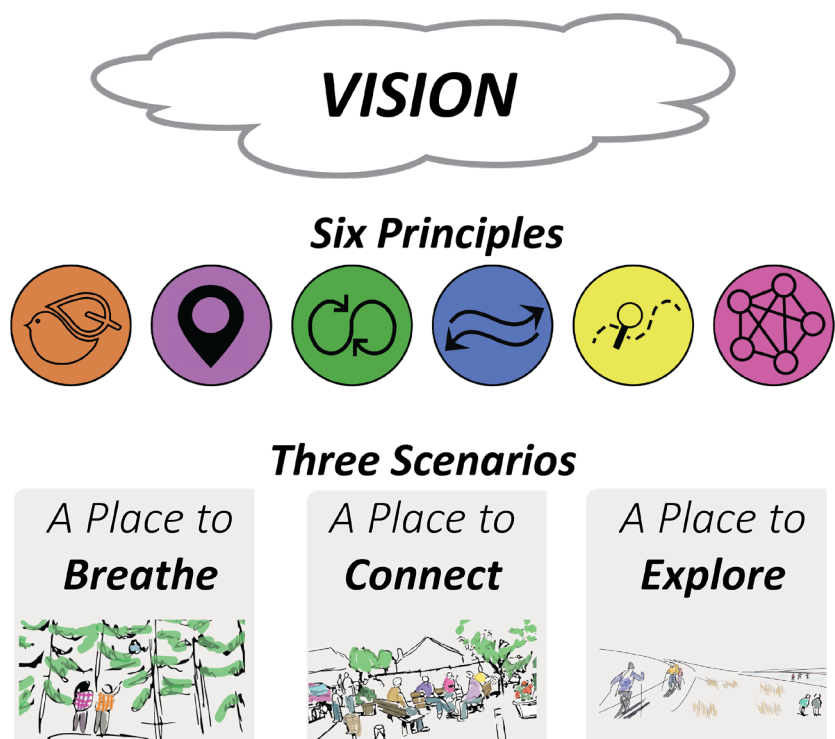 VISION
Six Principles
Three Scenarios
A Place to
Breathe
A Place to
Connect
A Place to
Explore